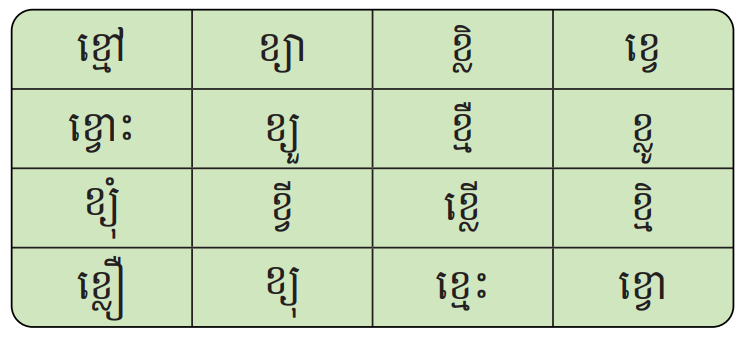 ខ្មៅ ខ្យា ខ្លិ ខ្វេ
ខ្វោះ ខ្យួ ខ្មឺ ខ្លូ
ខ្យុំ ខ្វី ខ្លើ ខ្មិ
ខ្លឿ ខ្យុ ខ្មេះ ខ្វោ